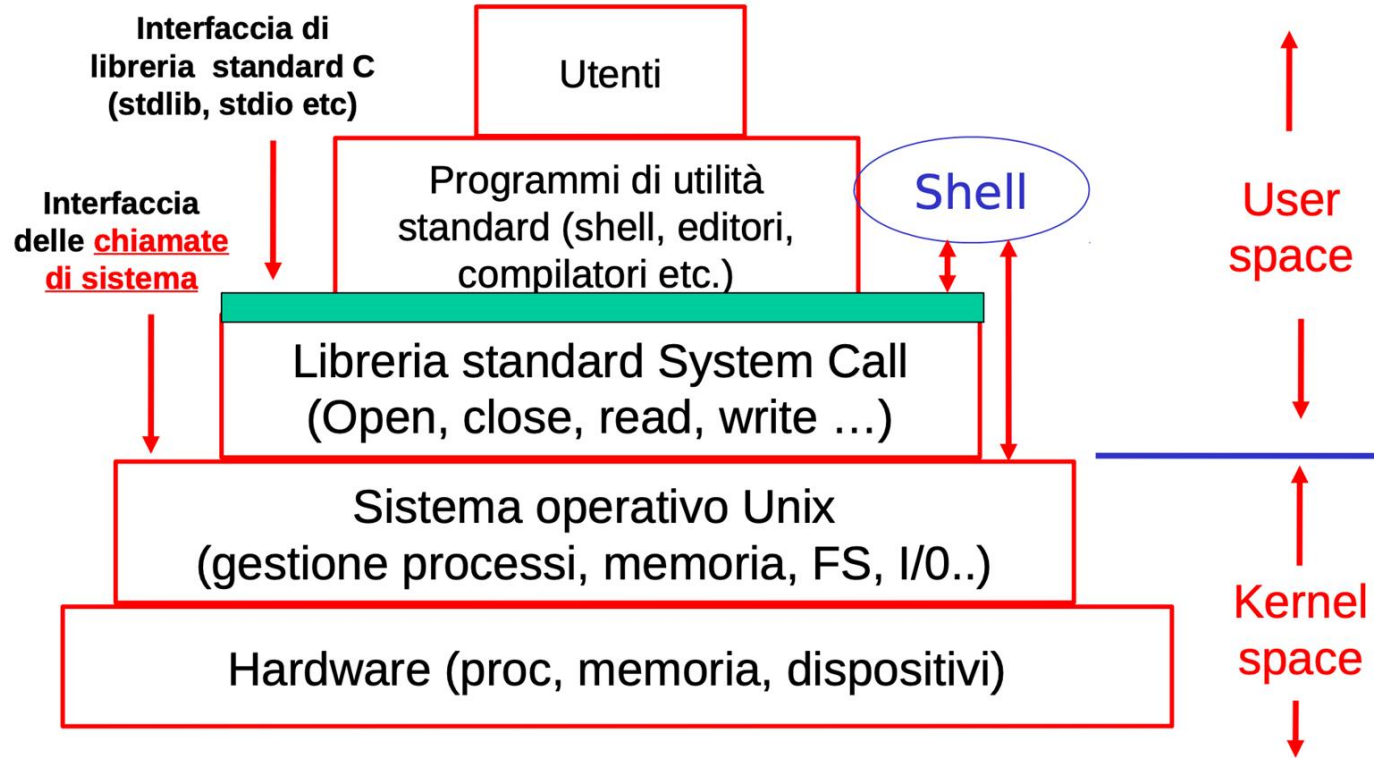 Interfaccia di
libreria standard C
(stdlib, stdio etc)
Utenti
Interfaccia
delle chiamate
di sistema
Programmi di utilità
standard (shell, editori,
compilatori etc.)
Shell
User
space
Libreria standard System Call
(Open, close, read, write …)
Sistema operativo Unix
(gestione processi, memoria, FS, I/0..)
Kernel
space
Hardware (proc, memoria, dispositivi)